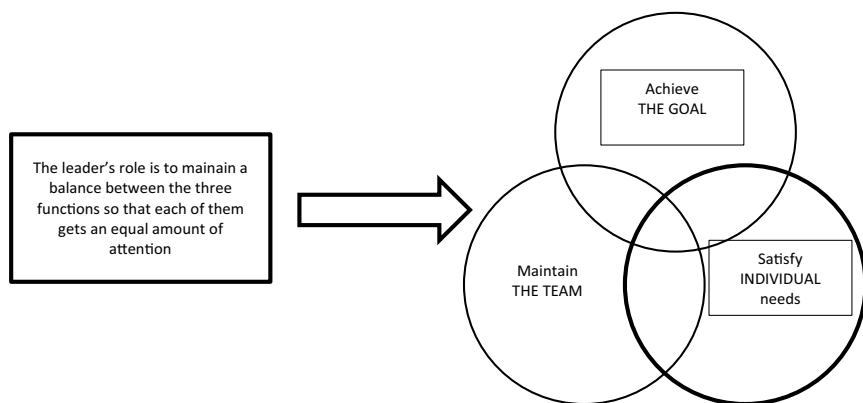 The leader’s role is to mainain a
balance between the three
functions so that each of them
gets an equal amount of
attention
Achieve
THE GOAL
Maintain
THE TEAM
Satisfy
INDIVIDUAL
needs